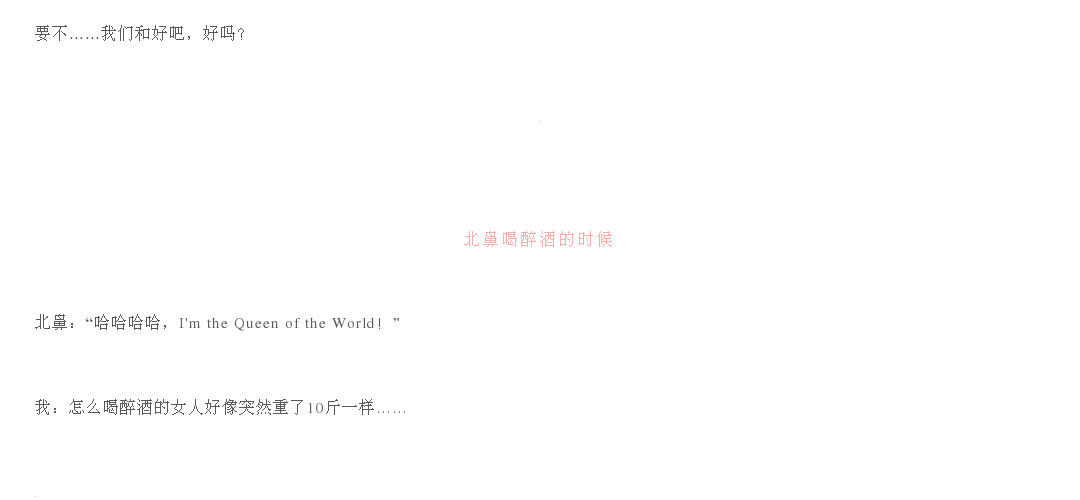 要不……我们和好吧，好吗？
北鼻喝醉酒的时候
北鼻：“哈哈哈哈，I'm the Queen of the World！”
我：怎么喝醉酒的女人好像突然重了10斤一样……